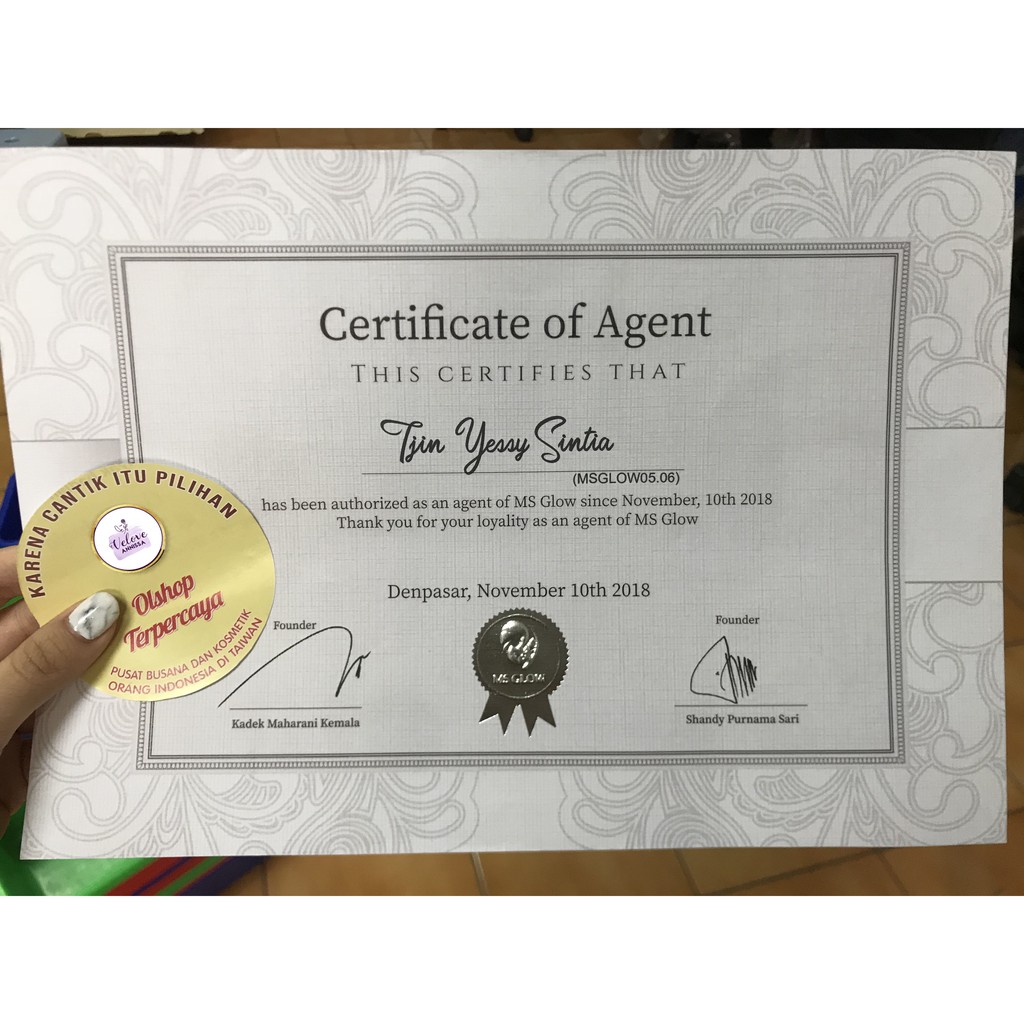 Certificate of Agent
THIS CERTIFIES THAT
Tjin Yessy Sintia
(MSGLOW05.06)
has been authorized as an agent of MS Glow since November, 10th 2018
Thank you for your loyality as an agent of MS Glow
Denpasar, November 10th 2018
Founder
Kadek Maharani Kemala
MS GLOW
Founder
Shandy Purnama Sari
KARENA CANTIK ITU PILIHAN
Velove
ANNISSA
Olshop
Terpercaya
PUSAT BUSANA DAN KOSMETIK
ORANG INDONESIA DI TAIWAN